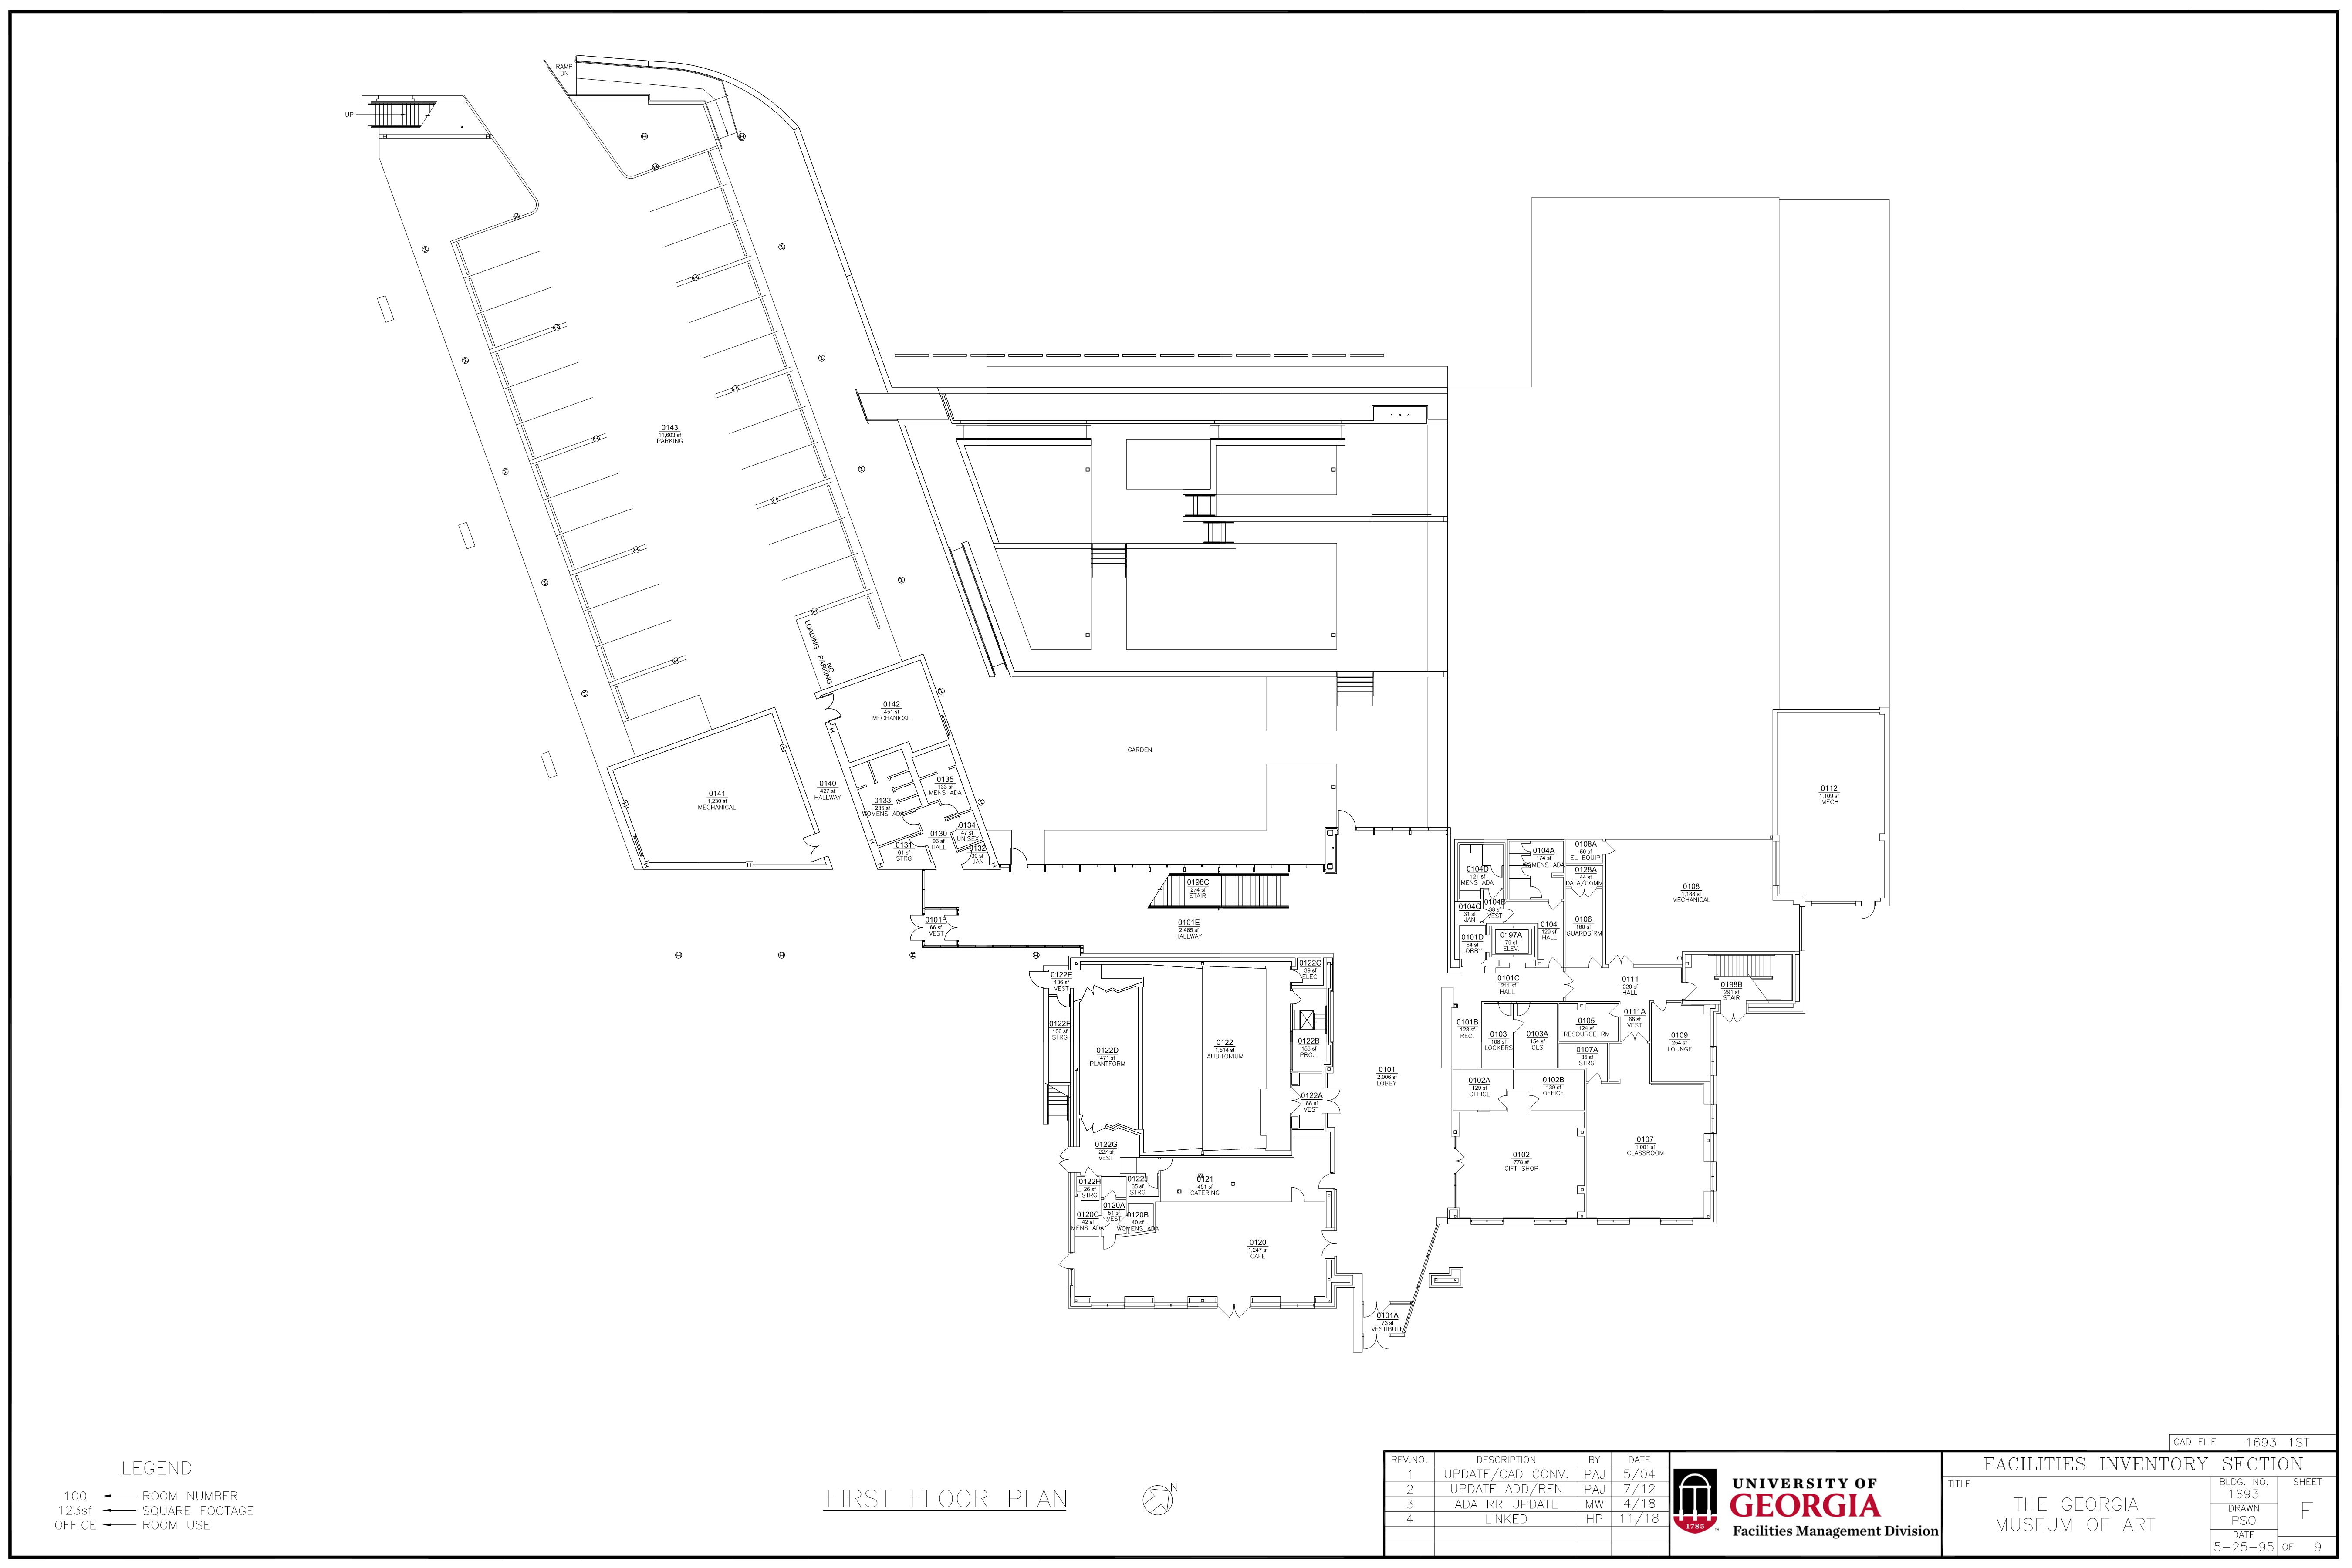 RAMP
DN
UP
0143
11,603 sf
PARKING
LOADING
NO
PARKING
0142
451 sf
MECHANICAL
GARDEN
0141
1,230 sf
MECHANICAL
0140
427 sf
HALLWAY
0135
133 sf
MENS ADA
0133
235 sf
WOMENS ADA
0134
47 sf
UNISEX
0130
96 sf
HALL
0131
61 sf
STRG
0132
30 sf
JAN
0112
1,109 sf
MECH
0104A
174 sf
WOMENS ADA
0108A
50 sf
EL EQUIP
0104D
121 sf
MENS ADA
0128A
44 sf
DATA/COMM
0108
1,168 sf
MECHANICAL
0198C
274 sf
STAIR
0104C
31 sf
JAN
0104B
38 sf
VEST
0101F
66 sf
VEST
0101E
2,465 sf
HALLWAY
0104
129 sf
HALL
0106
160 sf
GUARDS'RM
0101D
64 sf
LOBBY
0197A
79 sf
ELEV.
0122E
136 sf
VEST
0122C
39 sf
ELEC
0101C
211 sf
HALL
0111
220 sf
HALL
0198B
291 sf
STAIR
0122F
106 sf
STRG
0101B
128 sf
REC.
0103
108 sf
LOCKERS
0103A
154 sf
CLS
0105
124 sf
RESOURCE RM
0111A
66 sf
VEST
0109
254 sf
LOUNGE
0122D
471 sf
PLANTFORM
0122
1,514 sf
AUDITORIUM
0122B
156 sf
PROJ.
0107A
85 sf
STRG
0101
2,006 sf
LOBBY
0102A
129 sf
OFFICE
0102B
139 sf
OFFICE
0122A
88 sf
VEST
0122G
227 sf
VEST
0107
1,001 sf
CLASSROOM
0102
776 sf
GIFT SHOP
0122H
26 sf
STRG
35 sf
STRG
0121
451 sf
CATERING
0120A
51 sf
VEST
0120C
42 sf
MENS ADA
0120B
40 sf
WOMENS ADA
0120
1,247 sf
CAFE
0101A
73 sf
VESTIBULE
LEGEND
100 ROOM NUMBER
123sf SQUARE FOOTAGE
OFFICE ROOM USE
FIRST FLOOR PLAN
N
CAD FILE 1693-1ST
REV.NO. DESCRIPTION BY DATE
1 UPDATE/CAD CONV. PAJ 5/04
2 UPDATE ADD/REN PAJ 7/12
3 ADA RR UPDATE MW 4/18
4 LINKED HP 11/18
1785
UNIVERSITY OF
GEORGIA
Facilities Management Division
FACILITIES INVENTORY SECTION
TITLE
THE GEORGIA
MUSEUM OF ART
BLDG. NO.
1693
DRAWN
PSO
DATE
5-25-95
SHEET
F
OF 9